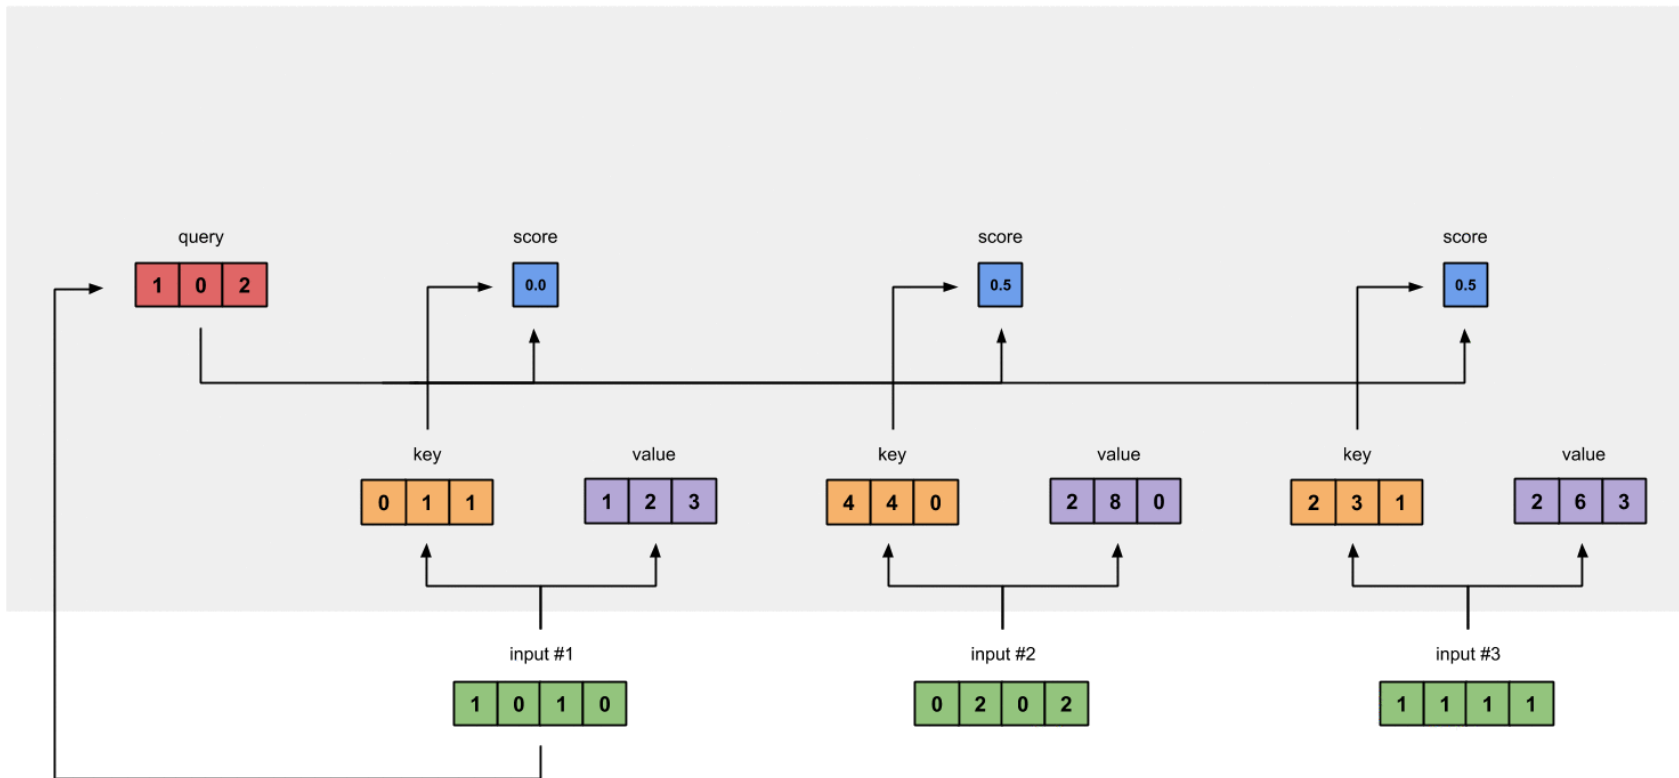 query score score score
1 0 2 0.0 0.5 0.5
key value key value key value
0 1 1 1 2 3 4 4 0 2 8 0 2 3 1 2 6 3
input #1 input #2 input #3
1 0 1 0 0 2 0 2 1 1 1 1